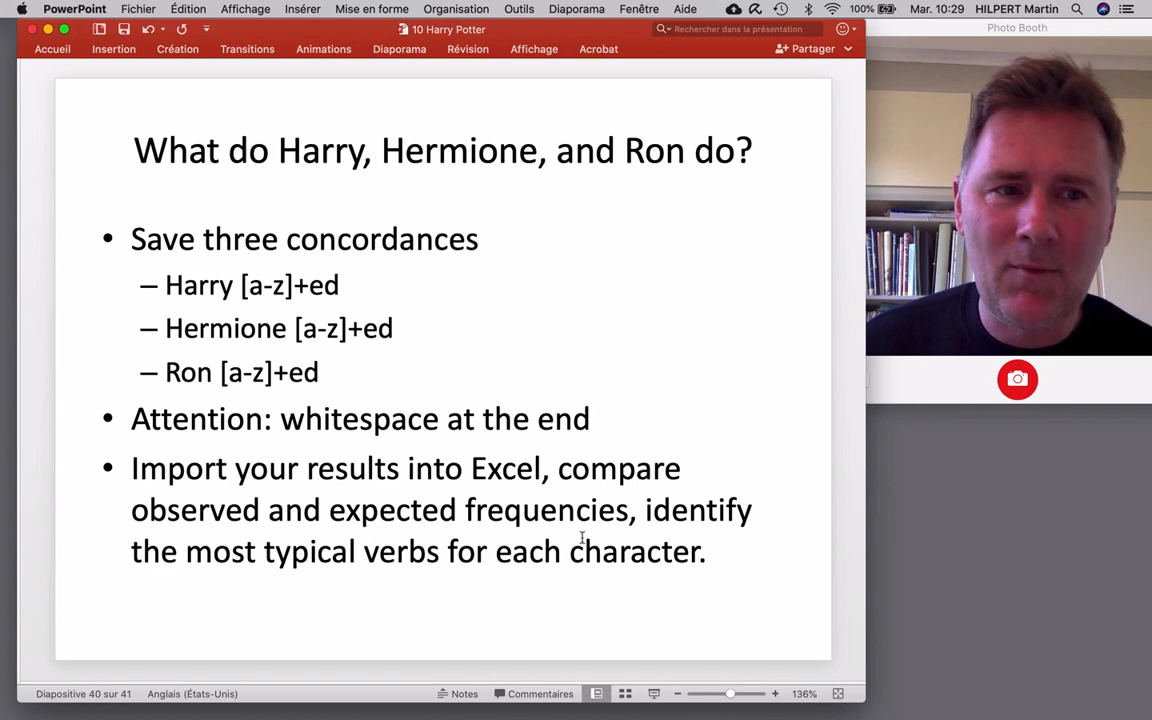 PowerPoint Fichier Édition Affichage Insérer Mise en forme Organisation Outils Diaporama Fenêtre Aide 100% Mar. 10:29 HILPERT Martin
10 Harry Potter
Rechercher dans la présentation
Photo Booth
Accueil Insertion Création Transitions Animations Diaporama Révision Affichage Acrobat Partager
What do Harry, Hermione, and Ron do?
• Save three concordances
– Harry [a-z]+ed
– Hermione [a-z]+ed
– Ron [a-z]+ed
• Attention: whitespace at the end
• Import your results into Excel, compare
observed and expected frequencies, identify
the most typical verbs for each character.
Diapositive 40 sur 41 Anglais (États-Unis) Notes Commentaires 136%